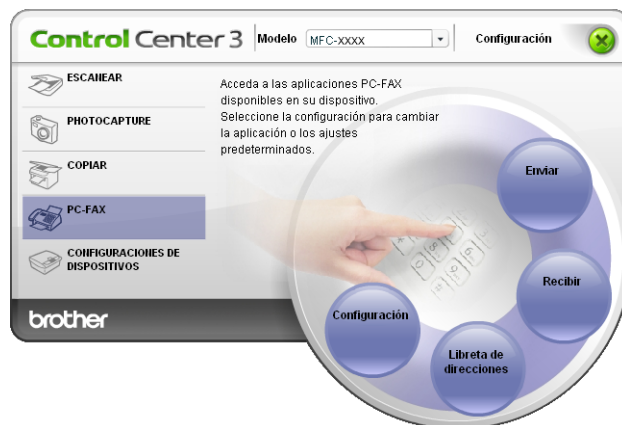 Control Center 3
Modelo
MFC-XXXX
Configuración
ESCANEAR
PHOTOCAPTURE
COPIAR
PC-FAX
CONFIGURACIONES DE
DISPOSITIVOS
brother
Acceda a las aplicaciones PC-FAX
disponibles en su dispositivo.
Seleccione la configuración para cambiar
la aplicación o los ajustes
predeterminados.
Enviar
Recibir
Libreta de
direcciones
Configuración